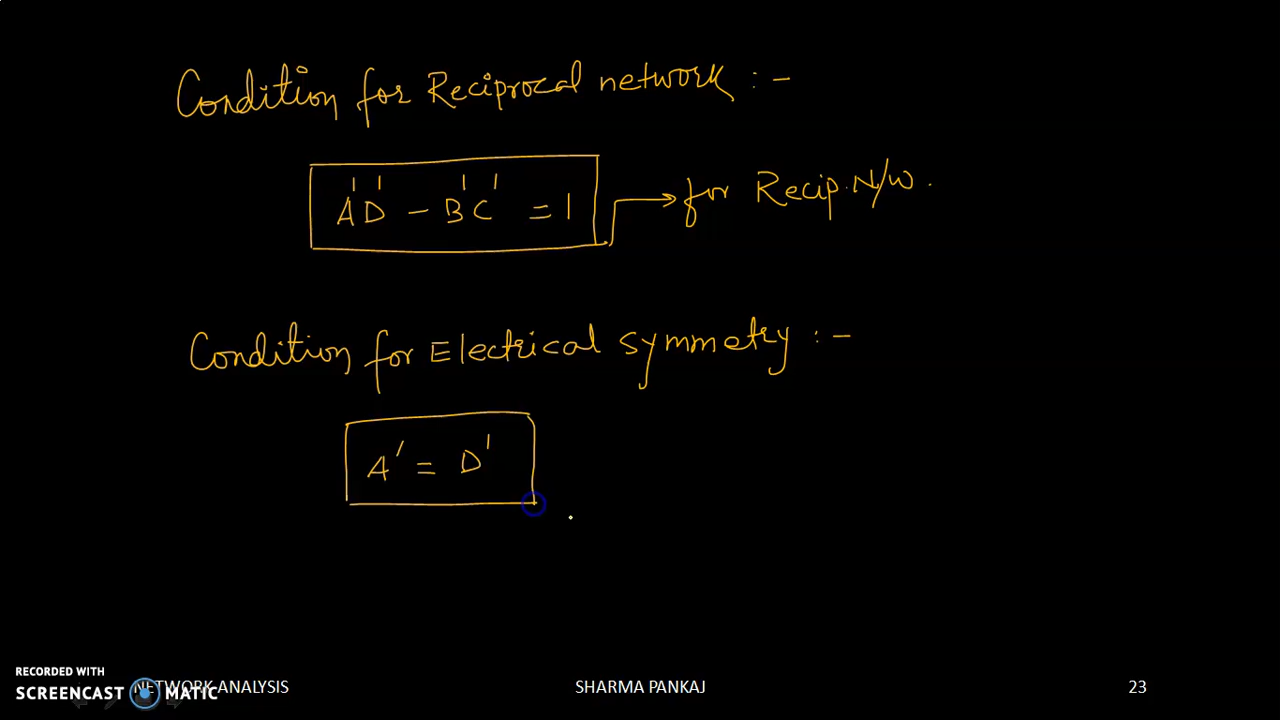 Condition for Reciprocal network :-
A'D' - B'C' = 1 → for Recip. N/W.
Condition for Electrical symmetry :-
A' = D'
RECORDED WITH
SCREENCAST MATIC
NETWORK ANALYSIS SHARMA PANKAJ 23